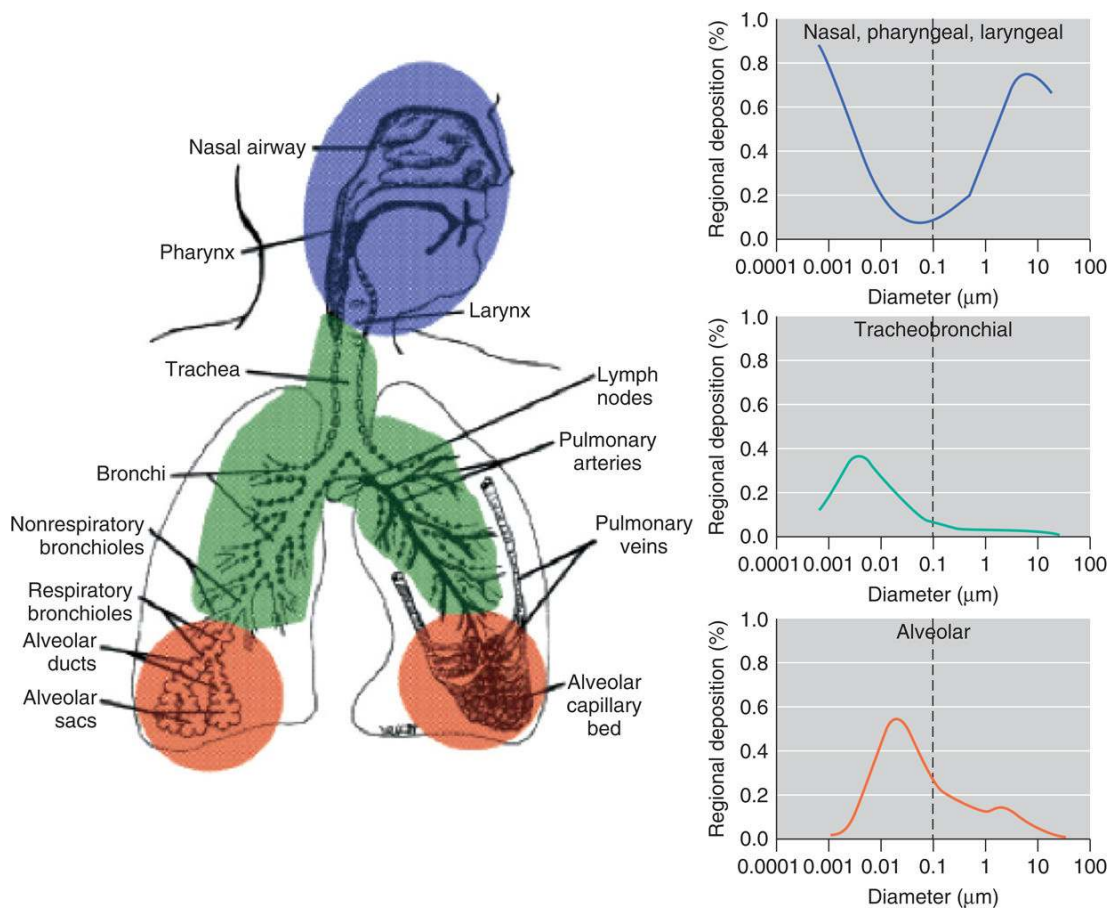 Nasal airway
Pharynx
Larynx
Trachea
Lymph
nodes
Bronchi
Pulmonary
arteries
Nonrespiratory
bronchioles
Pulmonary
veins
Respiratory
bronchioles
Alveolar
ducts
Alveolar
sacs
Alveolar
capillary
bed
Nasal, pharyngeal, laryngeal
Regional deposition (%)
1.0
0.8
0.6
0.4
0.2
0.0
0.0001 0.001 0.01 0.1 1 10 100
Diameter (μm)
Tracheobronchial
Regional deposition (%)
1.0
0.8
0.6
0.4
0.2
0.0
0.0001 0.001 0.01 0.1 1 10 100
Diameter (μm)
Alveolar
Regional deposition (%)
1.0
0.8
0.6
0.4
0.2
0.0
0.0001 0.001 0.01 0.1 1 10 100
Diameter (μm)